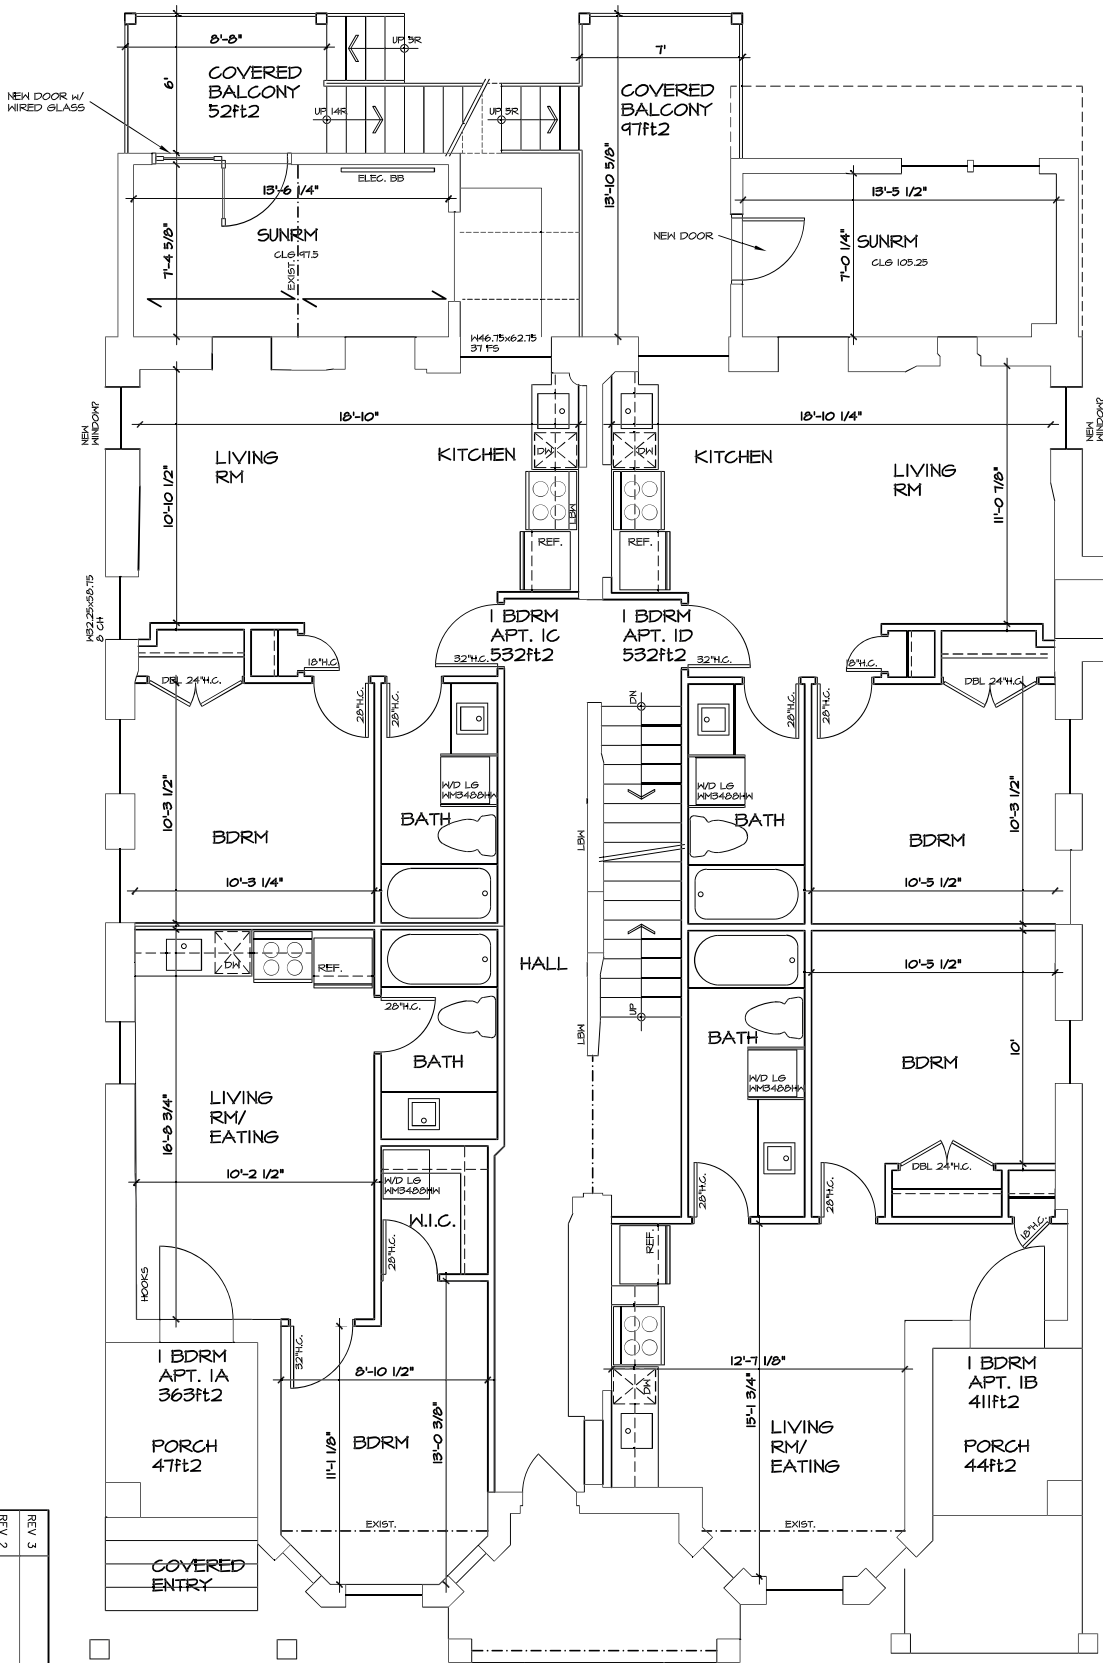 8'-8"
UP 5R
7'
COVERED
BALCONY
52ft2
6'
NEW DOOR W/
WIRED GLASS
UP 14R
UP 5R
COVERED
BALCONY
97ft2
13'-10 5/8"
ELEC. BB
13'-6 1/4"
SUNRM
CLG 97.5
7'-4 5/8"
EXIST.
NEW DOOR
13'-5 1/2"
SUNRM
CLG 105.25
7'-0 1/4"
W46.75x62.75
37 FS
NEW
WINDOW?
18'-10"
KITCHEN
DW
LIVING
RM
10'-10 1/2"
LBW
REF.
18'-10 1/4"
KITCHEN
DW
LIVING
RM
11'-0 7/8"
REF.
NEW
W32.25x58.75
8 CH
1 BDRM
APT. 1C
532ft2
1 BDRM
APT. 1D
532ft2
18"H.C.
32"H.C.
32"H.C.
18"H.C.
DBL 24"H.C.
28"H.C.
28"H.C.
DN
28"H.C.
28"H.C.
DBL 24"H.C.
W/D LG
WM3488HW
W/D LG
WM3488HW
10'-3 1/2"
BDRM
BATH
LBW
BATH
BDRM
10'-3 1/2"
10'-3 1/4"
10'-5 1/2"
DW
REF.
HALL
10'-5 1/2"
28"H.C.
UP
LBW
BATH
BATH
BDRM
10'
W/D LG
WM3488HW
LIVING
RM/
EATING
16'-8 3/4"
10'-2 1/2"
W/D LG
WM3488HW
W.I.C.
28"H.C.
28"H.C.
28"H.C.
DBL 24"H.C.
18"H.C.
HOOKS
REF.
32"H.C.
1 BDRM
APT. 1A
363ft2
8'-10 1/2"
12'-7 1/8"
DW
1 BDRM
APT. 1B
411ft2
15'-1 3/4"
BDRM
11'-1 1/8"
13'-0 3/8"
LIVING
RM/
EATING
PORCH
47ft2
PORCH
44ft2
EXIST.
EXIST.
COVERED
ENTRY
REV 3
REV 2